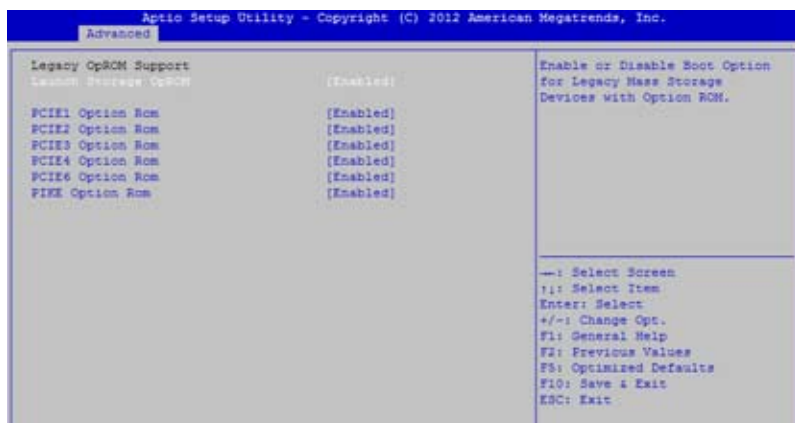 Aptio Setup Utility - Copyright (C) 2012 American Megatrends, Inc.
Advanced
Legacy OpROM Support
Launch Storage OpROM [Enabled]
PCIE1 Option Rom [Enabled]
PCIE2 Option Rom [Enabled]
PCIE3 Option Rom [Enabled]
PCIE4 Option Rom [Enabled]
PCIE6 Option Rom [Enabled]
PIKE Option Rom [Enabled]
Enable or Disable Boot Option
for Legacy Mass Storage
Devices with Option ROM.
→←: Select Screen
↑↓: Select Item
Enter: Select
+/-: Change Opt.
F1: General Help
F2: Previous Values
F5: Optimized Defaults
F10: Save & Exit
ESC: Exit